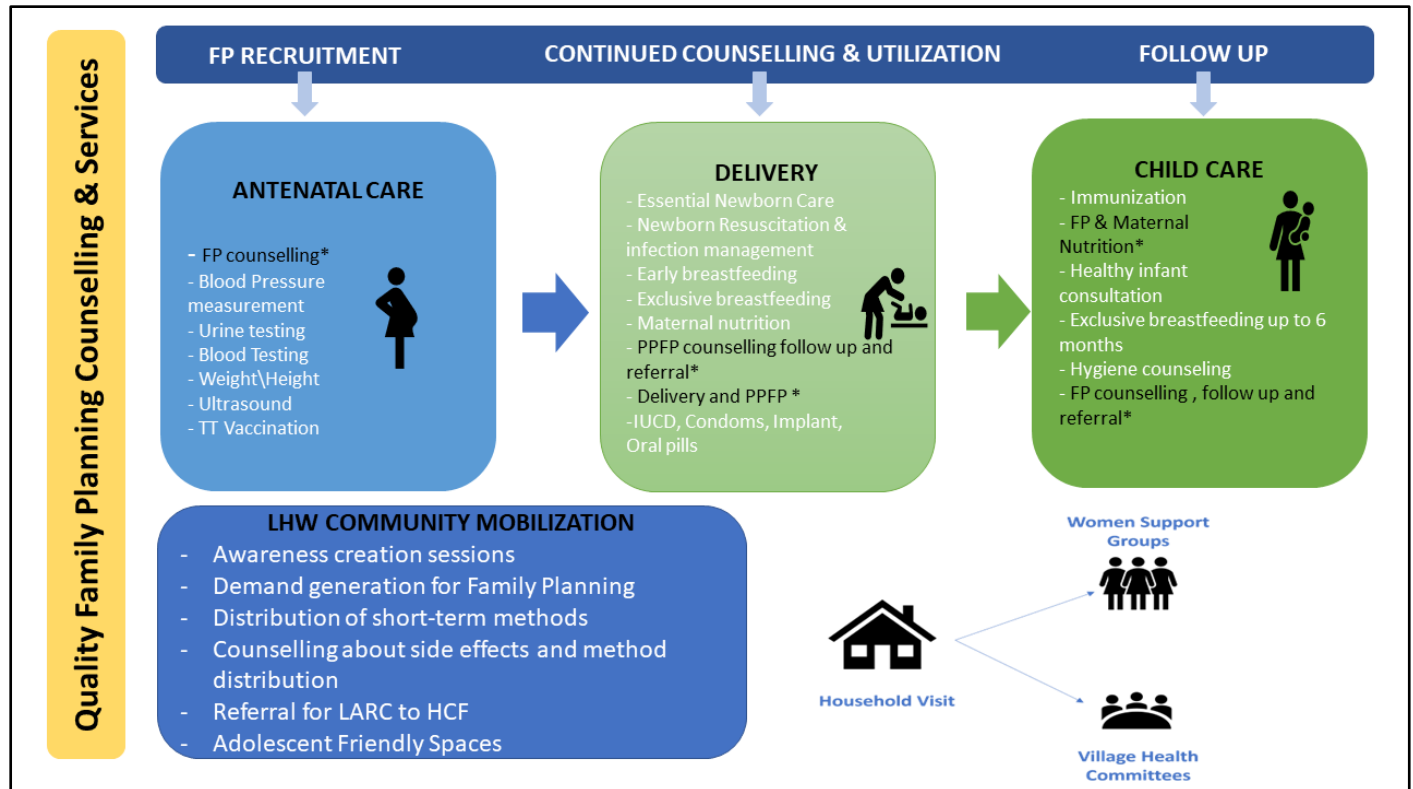 Quality Family Planning Counselling & Services
FP RECRUITMENT
CONTINUED COUNSELLING & UTILIZATION
FOLLOW UP
ANTENATAL CARE
- FP counselling*
- Blood Pressure
measurement
- Urine testing
- Blood Testing
- Weight\Height
- Ultrasound
- TT Vaccination
DELIVERY
- Essential Newborn Care
- Newborn Resuscitation &
infection management
- Early breastfeeding
- Exclusive breastfeeding
- Maternal nutrition
- PPFP counselling follow up and
referral*
- Delivery and PPFP *
-IUCD, Condoms, Implant,
Oral pills
CHILD CARE
- Immunization
- FP & Maternal
Nutrition*
- Healthy infant
consultation
- Exclusive breastfeeding up to 6
months
- Hygiene counseling
- FP counselling , follow up and
referral*
LHW COMMUNITY MOBILIZATION
- Awareness creation sessions
- Demand generation for Family Planning
- Distribution of short-term methods
- Counselling about side effects and method
distribution
- Referral for LARC to HCF
- Adolescent Friendly Spaces
Household Visit
Women Support
Groups
Village Health
Committees